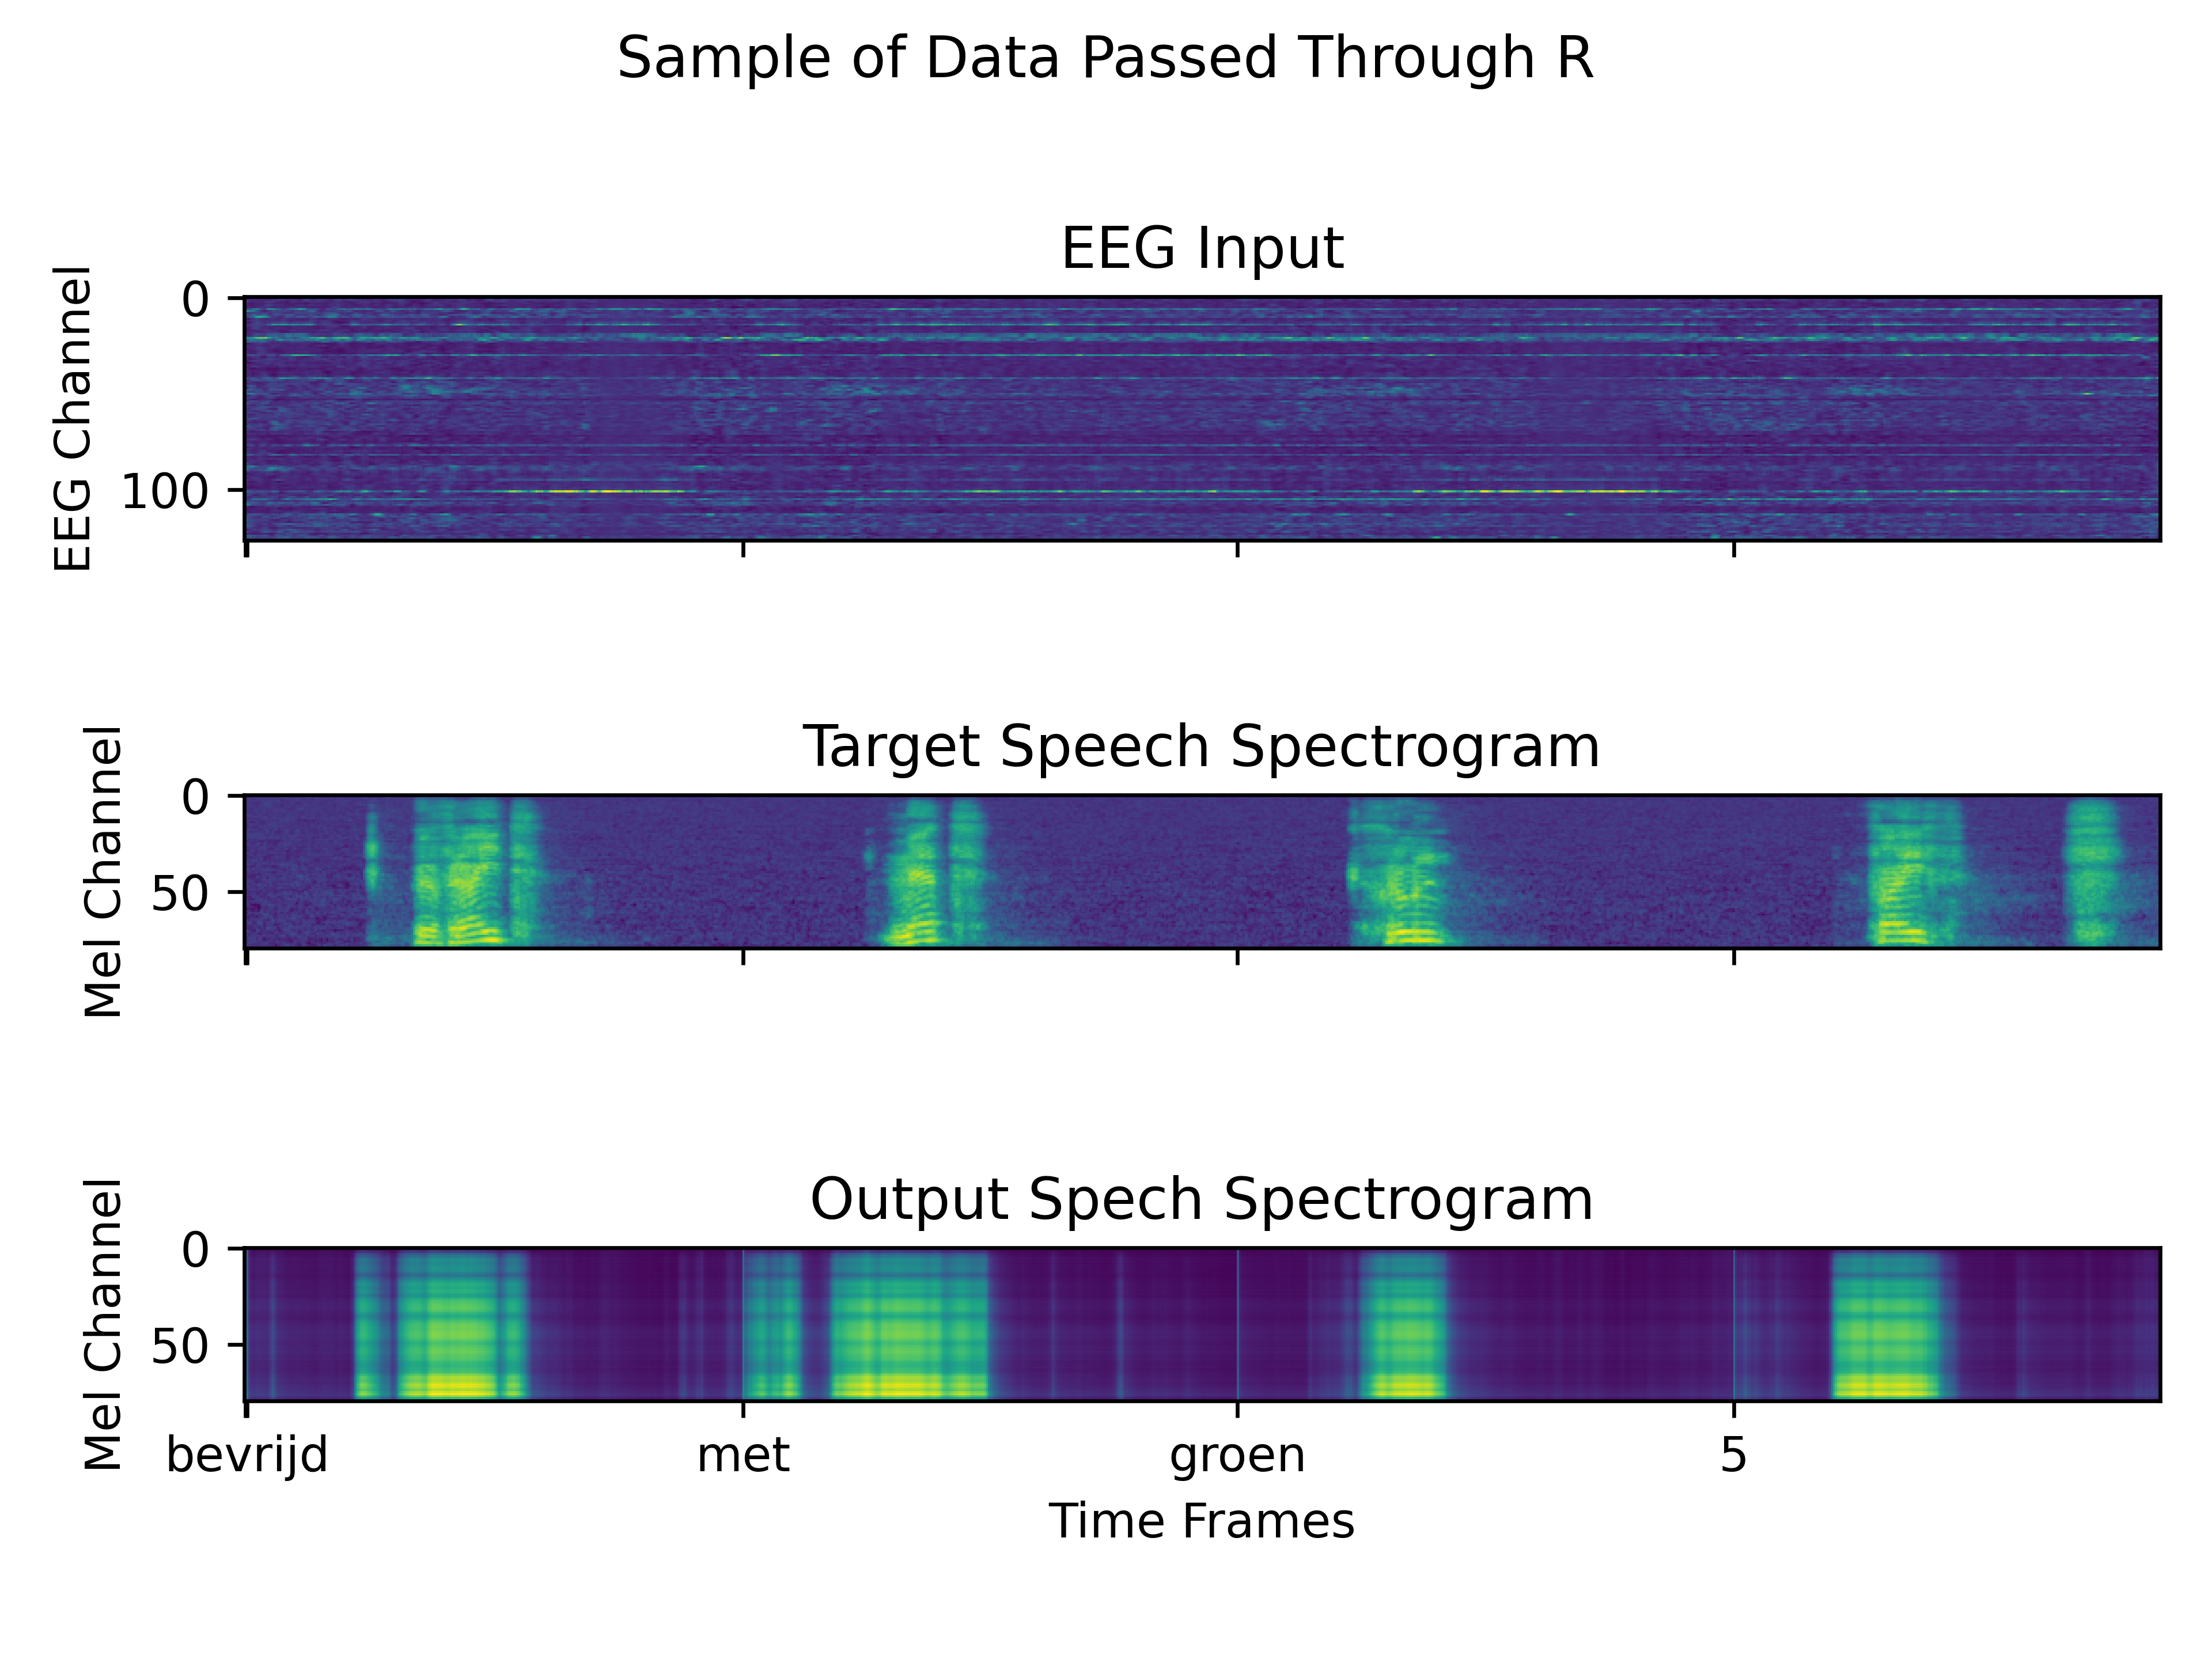 Sample of Data Passed Through R
EEG Input
EEG Channel
0
100
Target Speech Spectrogram
Mel Channel
0
50
Output Spech Spectrogram
Mel Channel
0
50
bevrijd met groen 5
Time Frames